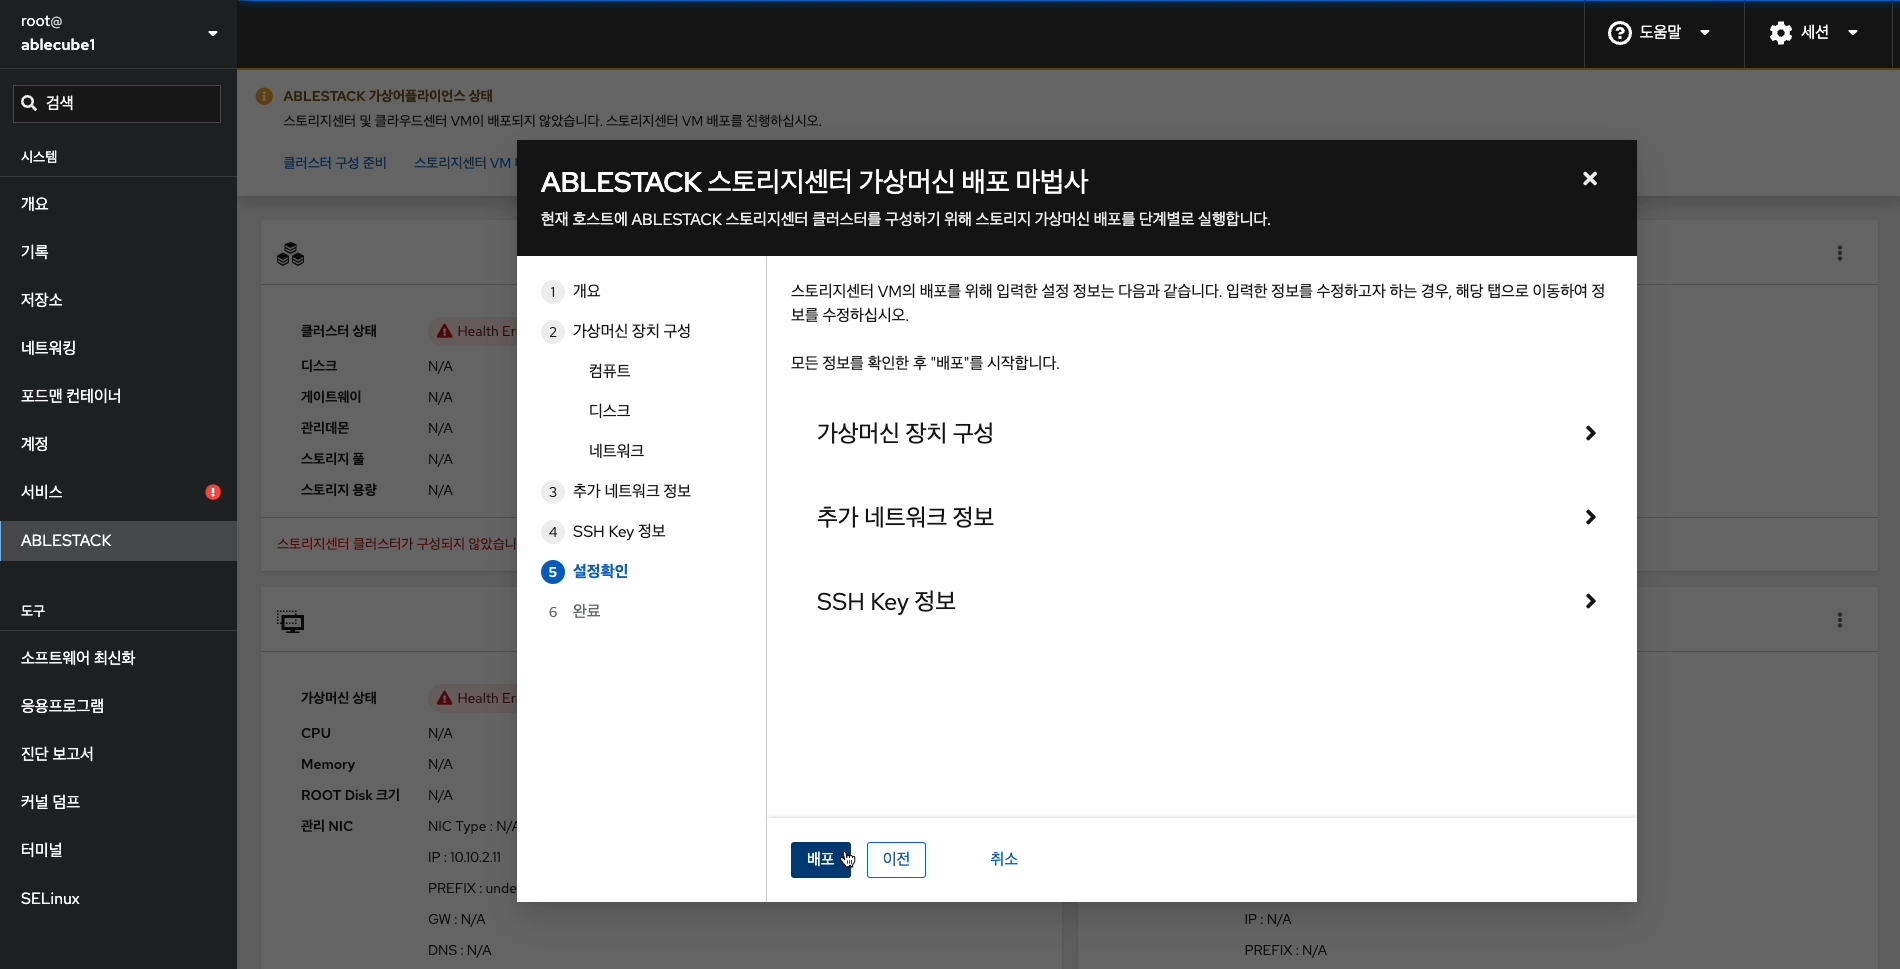 root@
ablecube1
도움말
세션
검색
시스템
개요
기록
저장소
네트워킹
포드맨 컨테이너
계정
서비스
ABLESTACK
도구
소프트웨어 최신화
응용프로그램
진단 보고서
커널 덤프
터미널
SELinux
ABLESTACK 가상어플라이언스 상태
스토리지센터 및 클라우드센터 VM이 배포되지 않았습니다. 스토리지센터 VM 배포를 진행하십시오.
클러스터 구성 준비
스토리지센터 VM
클러스터 상태
Health Er
디스크
N/A
게이트웨이
N/A
관리데몬
N/A
스토리지 풀
N/A
스토리지 용량
N/A
스토리지센터 클러스터가 구성되지 않았습니
가상머신 상태
Health Er
CPU
N/A
Memory
N/A
ROOT Disk 크기
N/A
관리 NIC
NIC Type : N/A
IP : 10.10.2.11
PREFIX : unde
GW : N/A
DNS : N/A
IP : N/A
PREFIX : N/A
ABLESTACK 스토리지센터 가상머신 배포 마법사
현재 호스트에 ABLESTACK 스토리지센터 클러스터를 구성하기 위해 스토리지 가상머신 배포를 단계별로 실행합니다.
1 개요
2 가상머신 장치 구성
컴퓨트
디스크
네트워크
3 추가 네트워크 정보
4 SSH Key 정보
5 설정확인
6 완료
스토리지센터 VM의 배포를 위해 입력한 설정 정보는 다음과 같습니다. 입력한 정보를 수정하고자 하는 경우, 해당 탭으로 이동하여 정
보를 수정하십시오.
모든 정보를 확인한 후 "배포"를 시작합니다.
가상머신 장치 구성
추가 네트워크 정보
SSH Key 정보
배포
이전
취소